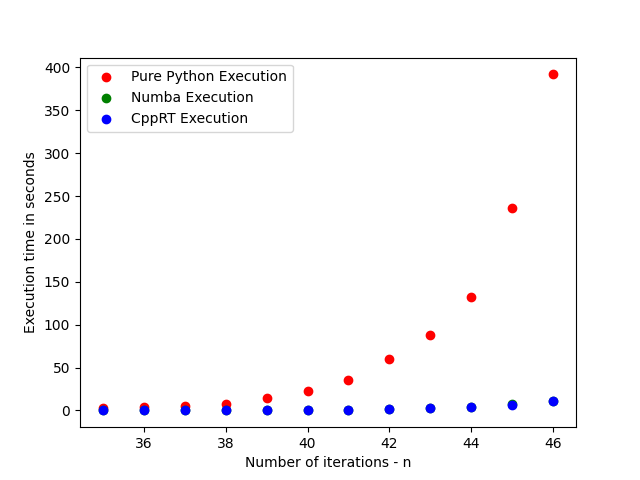 Pure Python Execution
Numba Execution
CppRT Execution
Execution time in seconds
400
350
300
250
200
150
100
50
0
36 38 40 42 44 46
Number of iterations - n